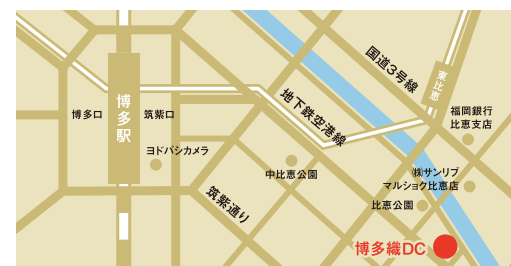 国道3号線
東比恵
地下鉄空港線
福岡銀行
比恵支店
博多口
博多駅
筑紫口
ヨドバシカメラ
中比恵公園
㈱サンリブ
マルショク比恵店
比恵公園
筑紫通り
博多織DC